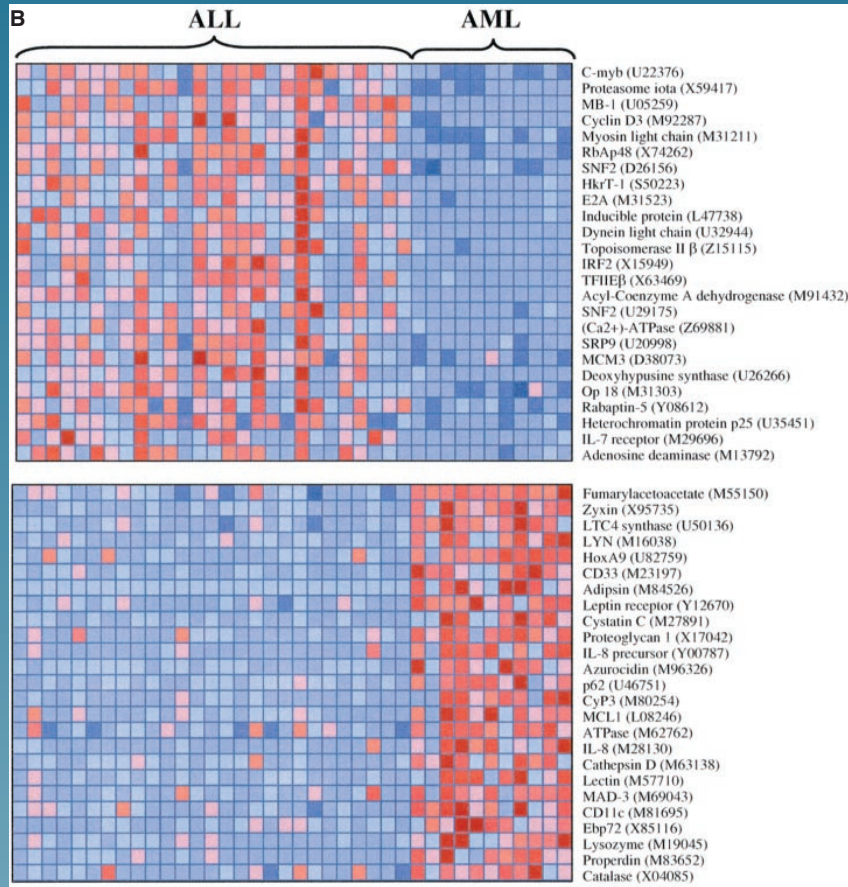 B
ALL AML
C-myb (U22376)
Proteasome iota (X59417)
MB-1 (U05259)
Cyclin D3 (M92287)
Myosin light chain (M31211)
RbAp48 (X74262)
SNF2 (D26156)
HkrT-1 (S50223)
E2A (M31523)
Inducible protein (L47738)
Dynein light chain (U32944)
Topoisomerase II β (Z15115)
IRF2 (X15949)
TFIIEβ (X63469)
Acyl-Coenzyme A dehydrogenase (M91432)
SNF2 (U29175)
(Ca2+)-ATPase (Z69881)
SRP9 (U20998)
MCM3 (D38073)
Deoxyhypusine synthase (U26266)
Op 18 (M31303)
Rabaptin-5 (Y08612)
Heterochromatin protein p25 (U35451)
IL-7 receptor (M29696)
Adenosine deaminase (M13792)
Fumarylacetoacetate (M55150)
Zyxin (X95735)
LTC4 synthase (U50136)
LYN (M16038)
HoxA9 (U82759)
CD33 (M23197)
Adipsin (M84526)
Leptin receptor (Y12670)
Cystatin C (M27891)
Proteoglycan 1 (X17042)
IL-8 precursor (Y00787)
Azurocidin (M96326)
p62 (U46751)
CyP3 (M80254)
MCL1 (L08246)
ATPase (M62762)
IL-8 (M28130)
Cathepsin D (M63138)
Lectin (M57710)
MAD-3 (M69043)
CD11c (M81695)
Ebp72 (X85116)
Lysozyme (M19045)
Properdin (M83652)
Catalase (X04085)